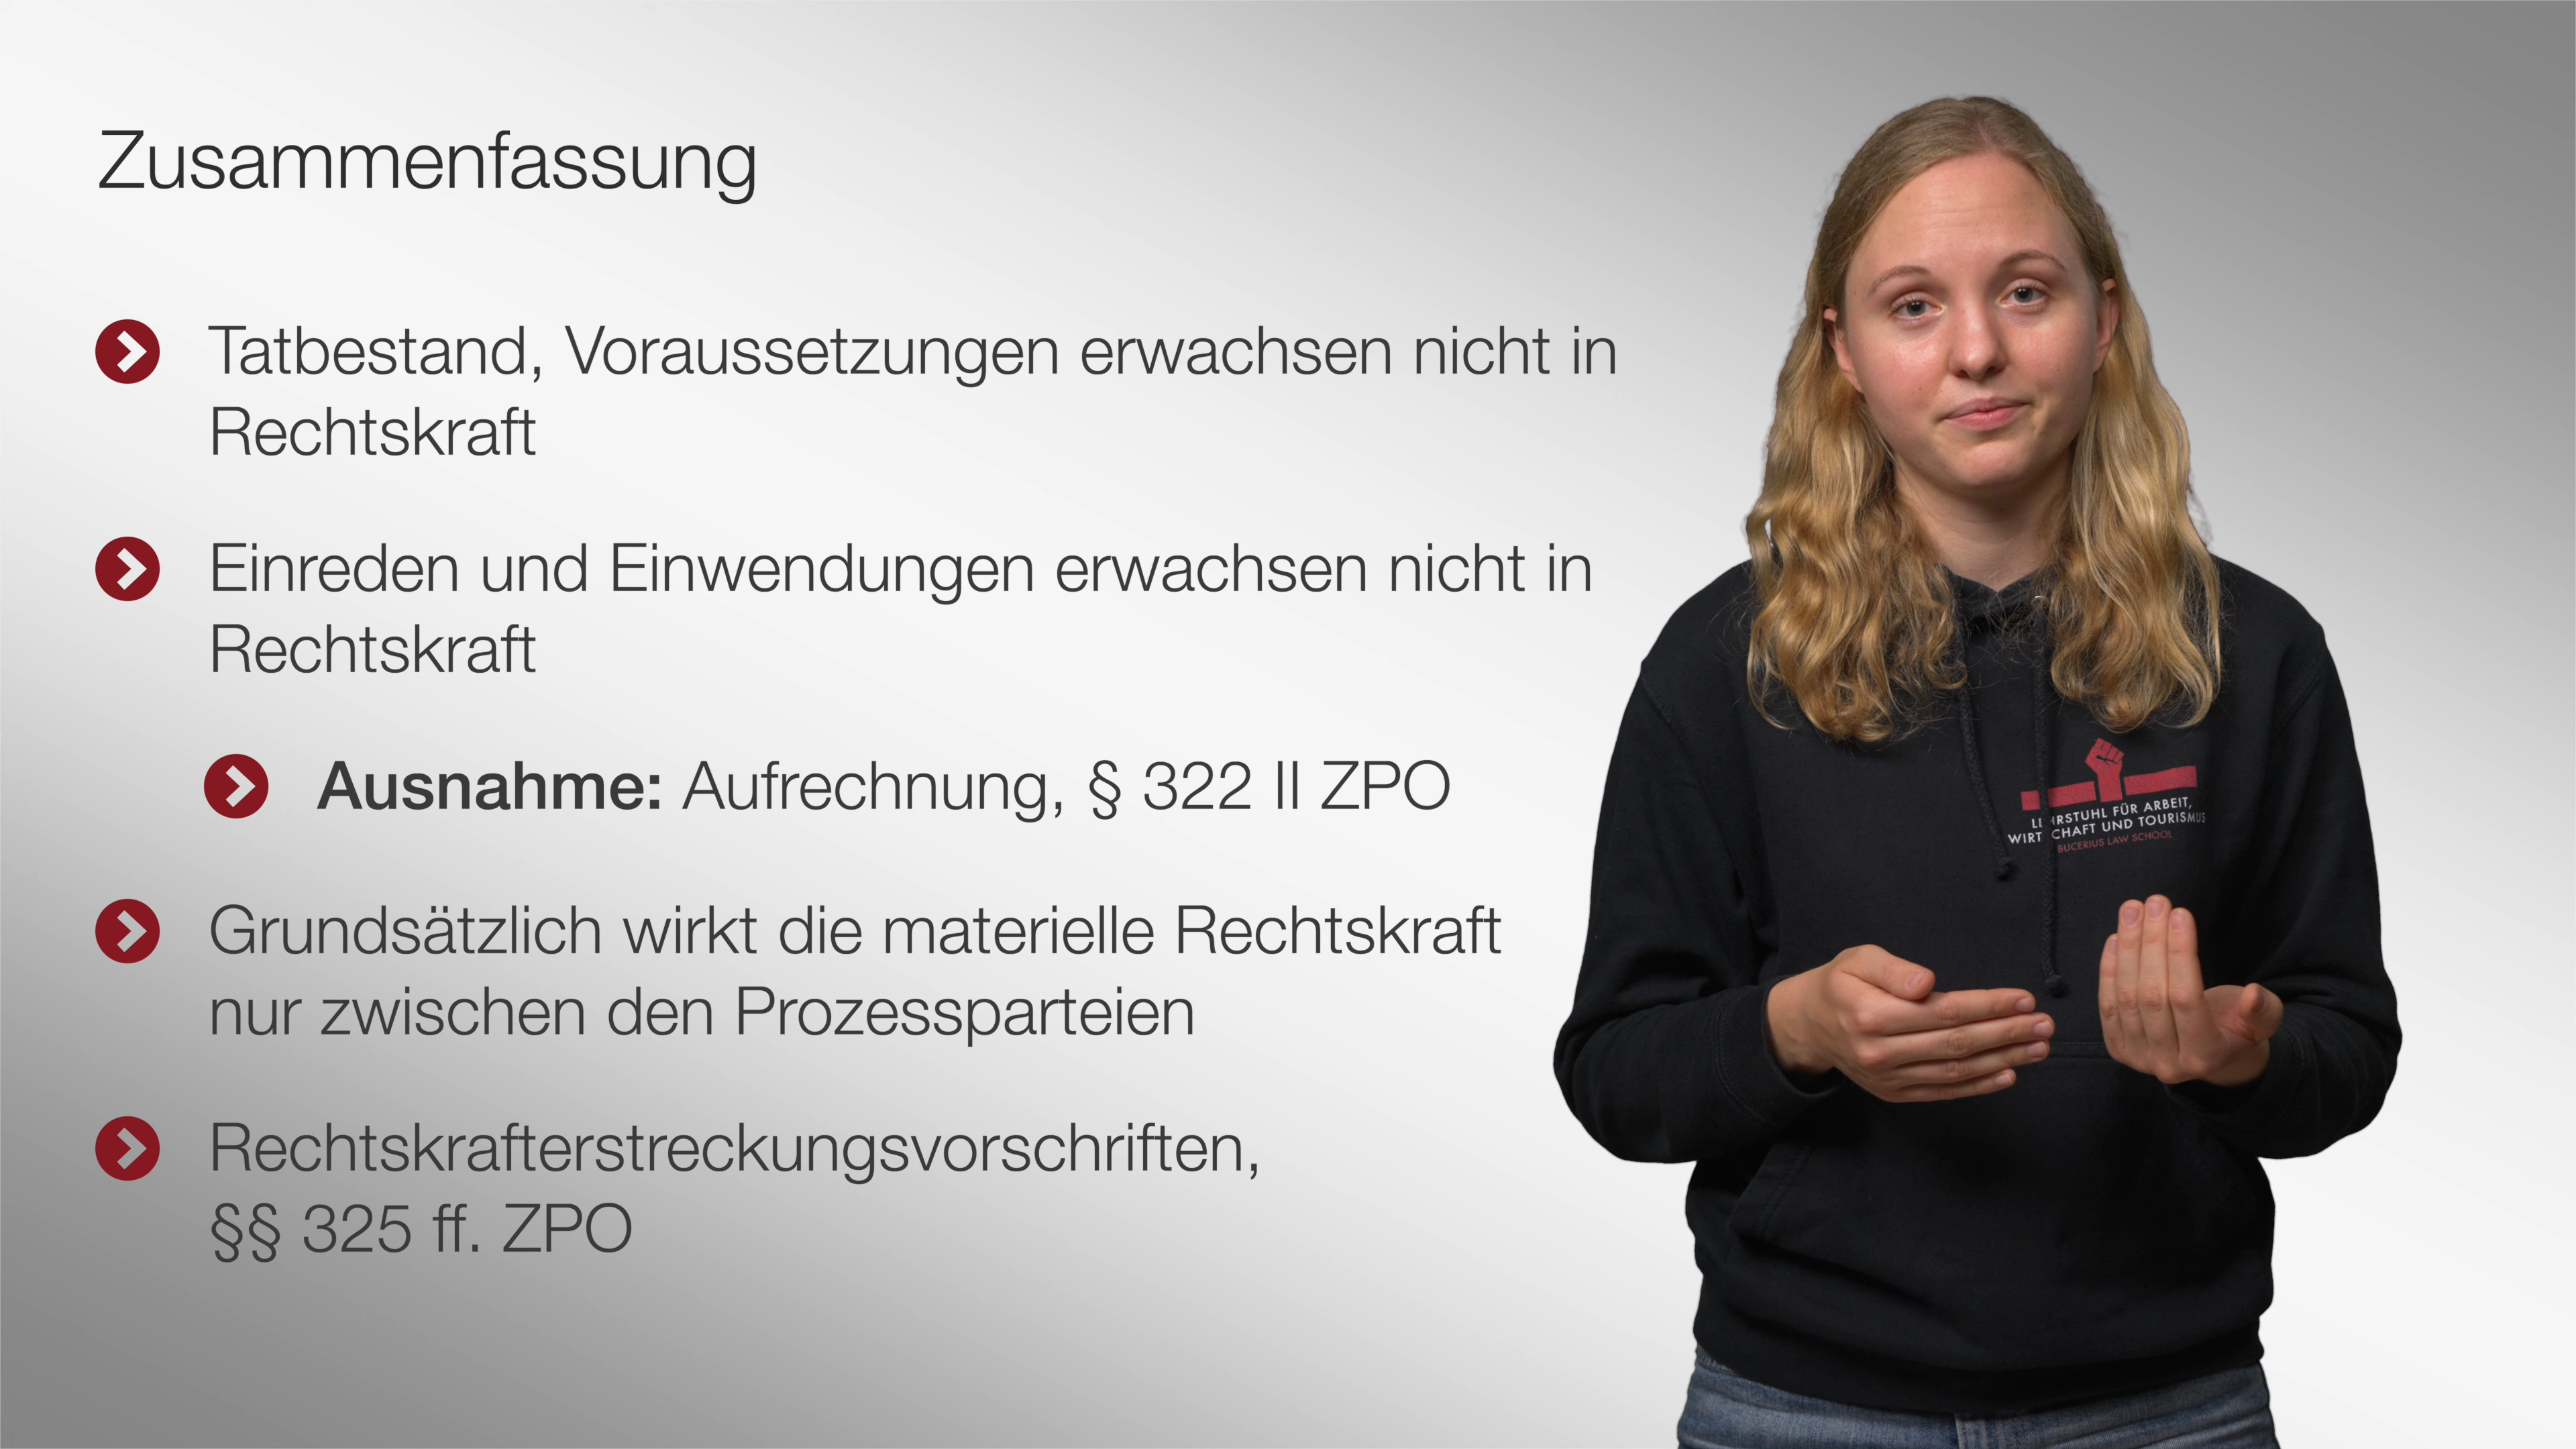 Zusammenfassung
Tatbestand, Voraussetzungen erwachsen nicht in
Rechtskraft
Einreden und Einwendungen erwachsen nicht in
Rechtskraft
Ausnahme: Aufrechnung, § 322 II ZPO
Grundsätzlich wirkt die materielle Rechtskraft
nur zwischen den Prozessparteien
Rechtskrafterstreckungsvorschriften,
§§ 325 ff. ZPO
LEHRSTUHL FÜR ARBEIT,
WIRTSCHAFT UND TOURISMUS
BUCERIUS LAW SCHOOL